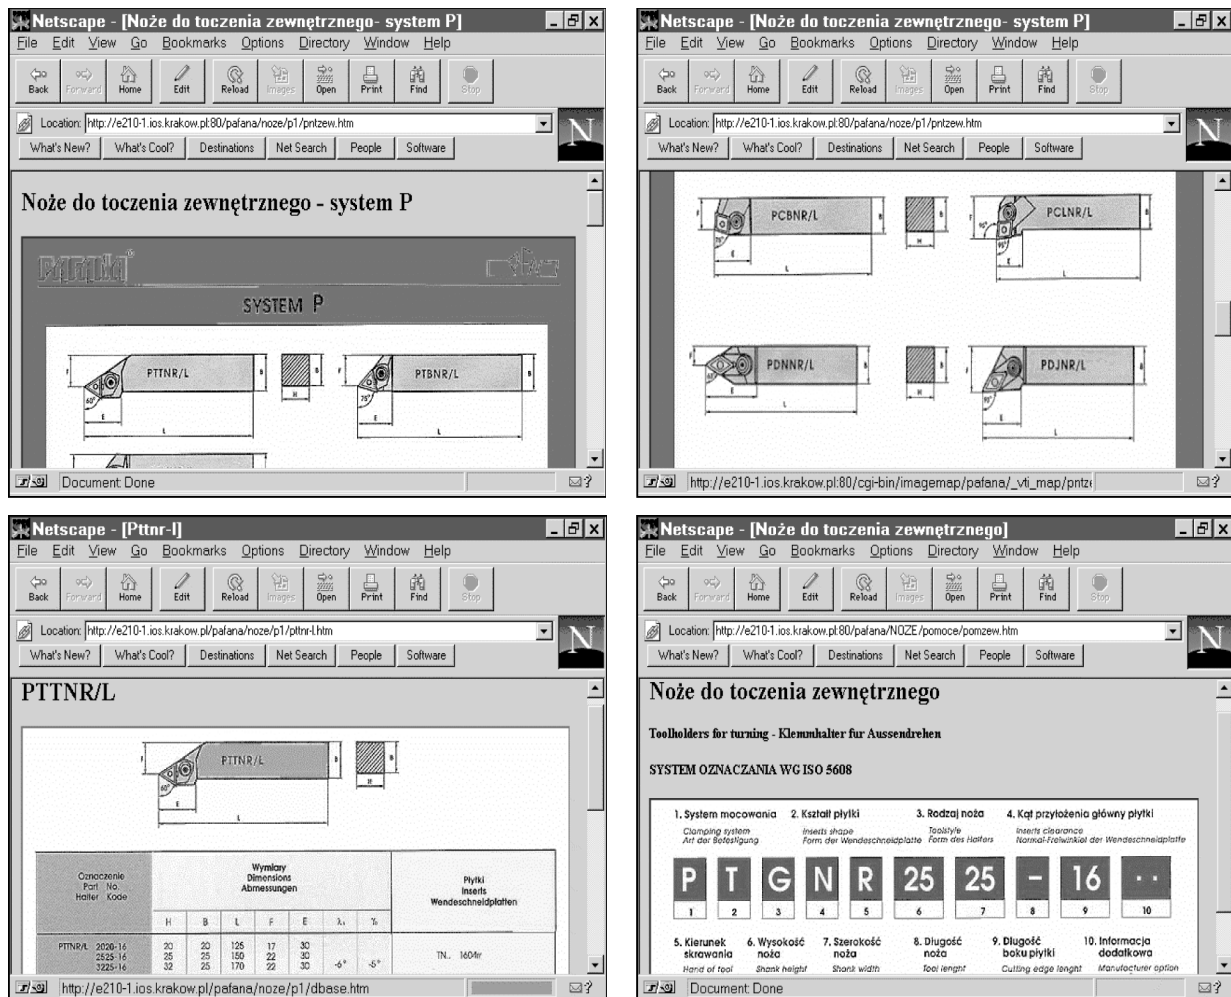 Netscape - [Noże do toczenia zewnętrznego- system P]
File Edit View Go Bookmarks Options Directory Window Help
Back Forward Home Edit Reload Images Open Print Find Stop
Location: http://e210-1.ios.krakow.pl:80/pafana/noze/p1/pntzew.htm
What's New? What's Cool? Destinations Net Search People Software
Noże do toczenia zewnętrznego - system P
SYSTEM P
F PTTNR/L B B H F PTBNR/L B
60° E 75° E
L L
Document: Done
Netscape - [Noże do toczenia zewnętrznego- system P]
File Edit View Go Bookmarks Options Directory Window Help
Back Forward Home Edit Reload Images Open Print Find Stop
Location: http://e210-1.ios.krakow.pl:80/pafana/noze/p1/pntzew.htm
What's New? What's Cool? Destinations Net Search People Software
F PCBNR/L B B H F PCLNR/L B
75° E 95° 95° E
L L
F PDNNR/L B B H F PDJNR/L B
E 93° E
L L
http://e210-1.ios.krakow.pl:80/cgi-bin/imagemap/pafana/_vti_map/pntze
Netscape - [Pttnr-l]
File Edit View Go Bookmarks Options Directory Window Help
Back Forward Home Edit Reload Images Open Print Find Stop
Location: http://e210-1.ios.krakow.pl/pafana/noze/p1/pttnr-l.htm
What's New? What's Cool? Destinations Net Search People Software
PTTNR/L
F PTTNR/L B B H
60° E
L
Oznaczenie
Part No.
Halter Kode
Wymiary
Dimensions
Abmessungen
Płytki
Inserts
Wendeschneidplatten
H B L F E
PTTNR/L 2020-16 20 20 125 17 30
2525-16 25 25 150 22 30 TN.. 1604
3225-16 32 25 170 22 30 -6° -5°
http://e210-1.ios.krakow.pl/pafana/noze/p1/dbase.htm
Netscape - [Noże do toczenia zewnętrznego]
File Edit View Go Bookmarks Options Directory Window Help
Back Forward Home Edit Reload Images Open Print Find Stop
Location: http://e210-1.ios.krakow.pl:80/pafana/NOZE/pomoce/pomzew.htm
What's New? What's Cool? Destinations Net Search People Software
Noże do toczenia zewnętrznego
Toolholders for turning - Klemmhalter fur Aussendrehen
SYSTEM OZNACZANIA WG ISO 5608
1. System mocowania 2. Kształt płytki 3. Rodzaj noża 4. Kąt przyłożenia główny płytki
Clamping system Inserts shape Toolstyle Inserts clearance
Art der Befestigung Form der Wendeschneidplatte Form des Halters Normal-Freiwinkel der Wendeschneidplatte
P T G N R 25 25 - 16 . .
1 2 3 4 5 6 7 8 9 10
5. Kierunek skrawania 6. Wysokość noża 7. Szerokość noża 8. Długość noża 9. Długość boku płytki 10. Informacja dodatkowa
Hand of tool Shank height Shank width Tool lenght Cutting edge lenght Manufacturer option
Document: Done